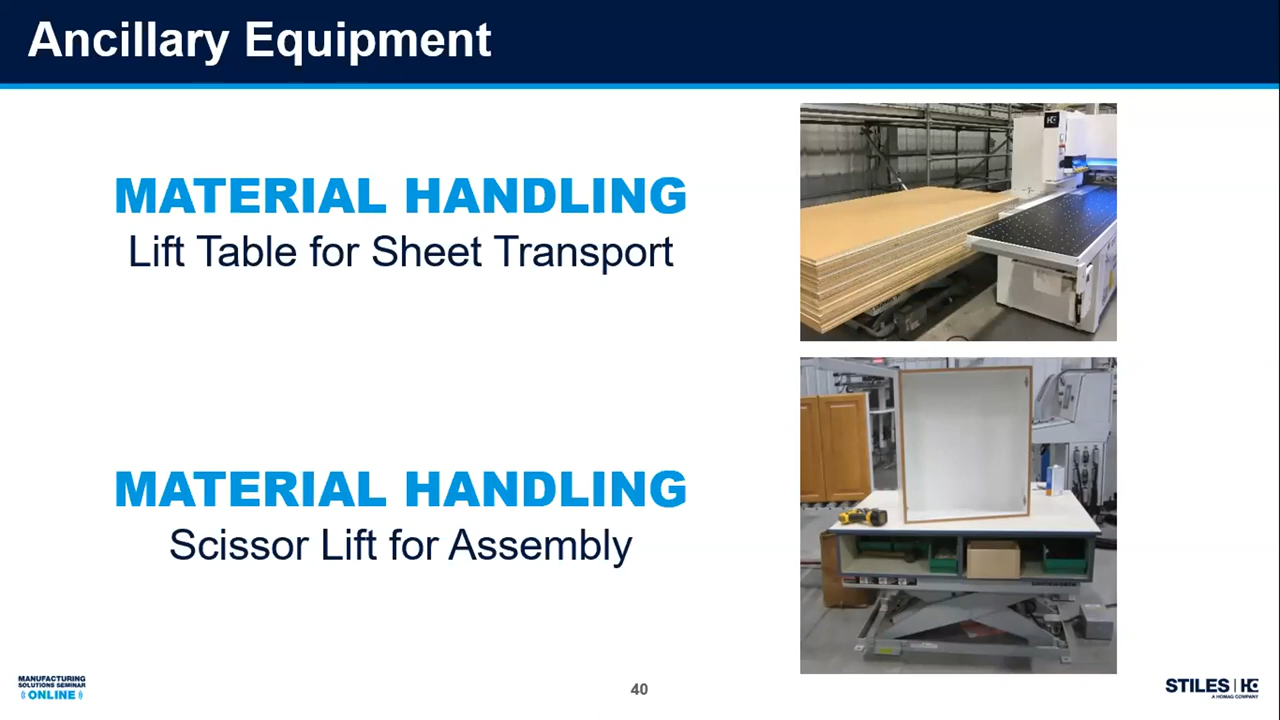 Ancillary Equipment
MATERIAL HANDLING
Lift Table for Sheet Transport
MATERIAL HANDLING
Scissor Lift for Assembly
MANUFACTURING
SOLUTIONS SEMINAR
ONLINE
40
STILES
A HOMAG COMPANY